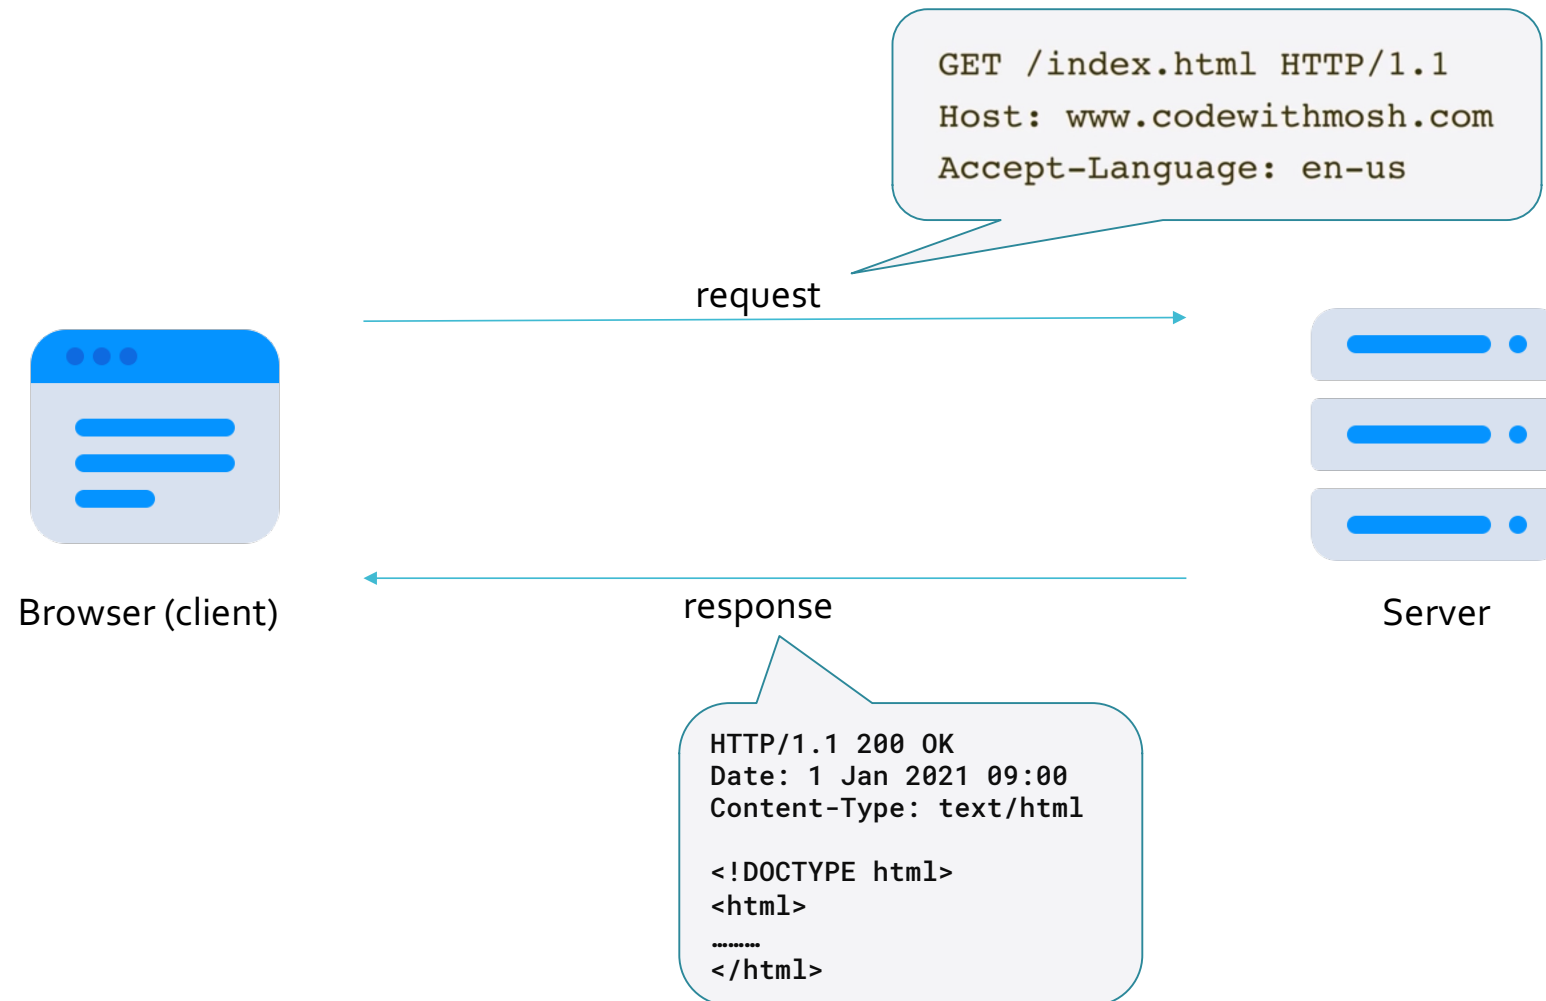 GET /index.html HTTP/1.1
Host: www.codewithmosh.com
Accept-Language: en-us
request
Browser (client)
response
Server
HTTP/1.1 200 OK
Date: 1 Jan 2021 09:00
Content-Type: text/html
<!DOCTYPE html>
<html>
………
</html>